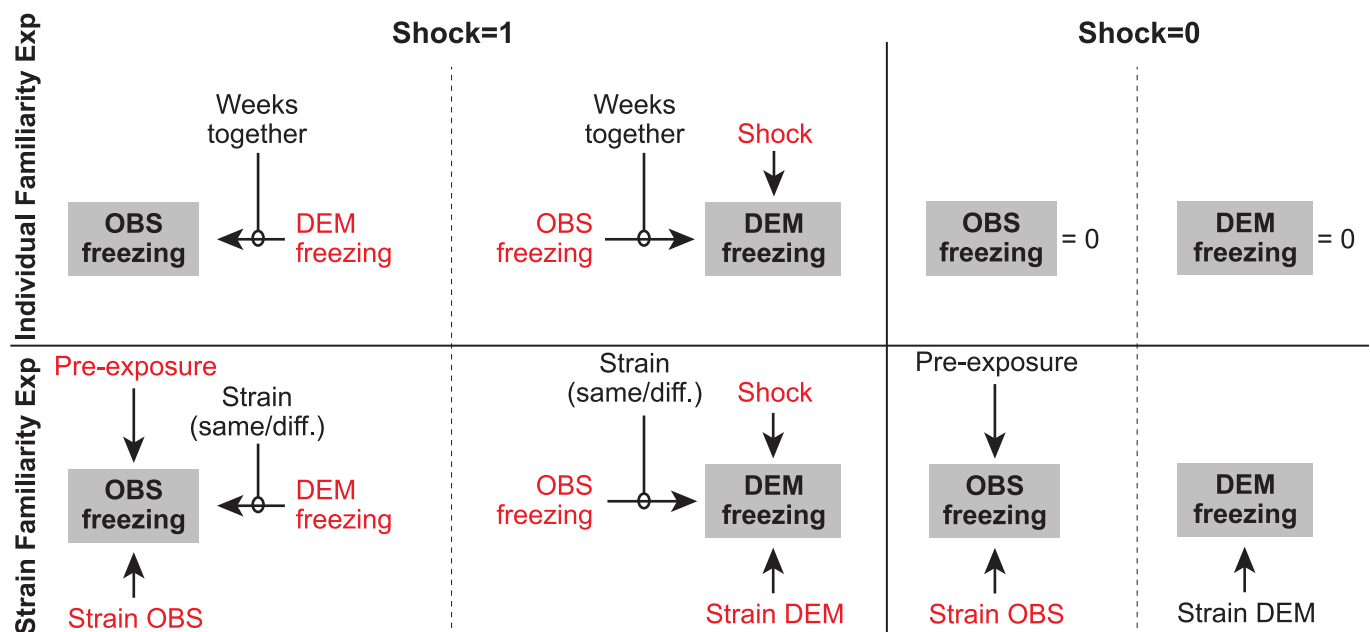 Shock=1
Shock=0
Individual Familiarity Exp
Weeks
together
OBS
freezing
DEM
freezing
Weeks
together
Shock
OBS
freezing
DEM
freezing
OBS
freezing
= 0
DEM
freezing
= 0
Strain Familiarity Exp
Pre-exposure
Strain
(same/diff.)
OBS
freezing
DEM
freezing
Strain OBS
Strain
(same/diff.)
Shock
OBS
freezing
DEM
freezing
Strain DEM
Pre-exposure
OBS
freezing
Strain OBS
DEM
freezing
Strain DEM